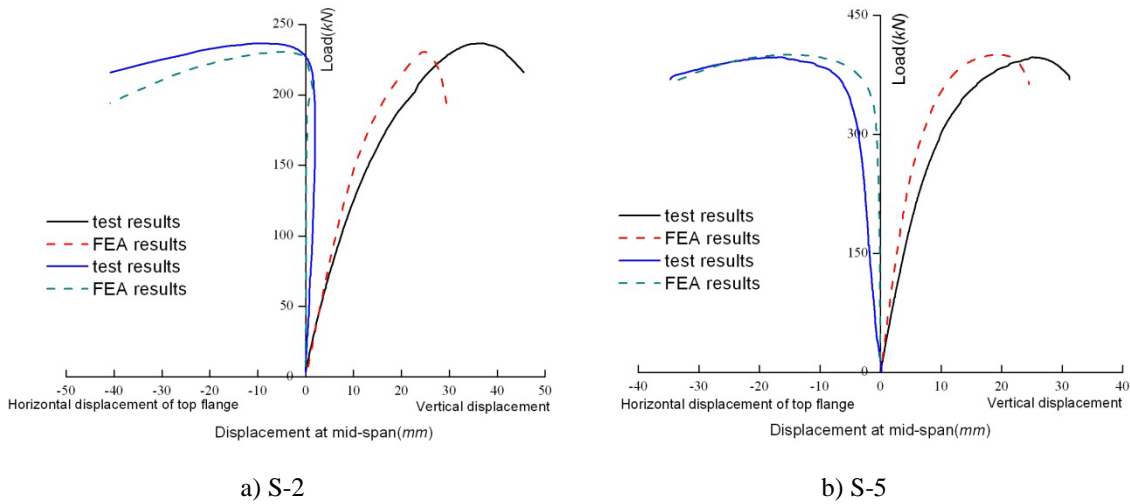 250
200
150
100
50
0
Load(kN)
test results
FEA results
test results
FEA results
-50 -40 -30 -20 -10 0 10 20 30 40 50
Horizontal displacement of top flange Vertical displacement
Displacement at mid-span(mm)
a) S-2
450
300
150
0
Load(kN)
test results
FEA results
test results
FEA results
-40 -30 -20 -10 0 10 20 30 40
Horizontal displacement of top flange Vertical displacement
Displacement at mid-span(mm)
b) S-5